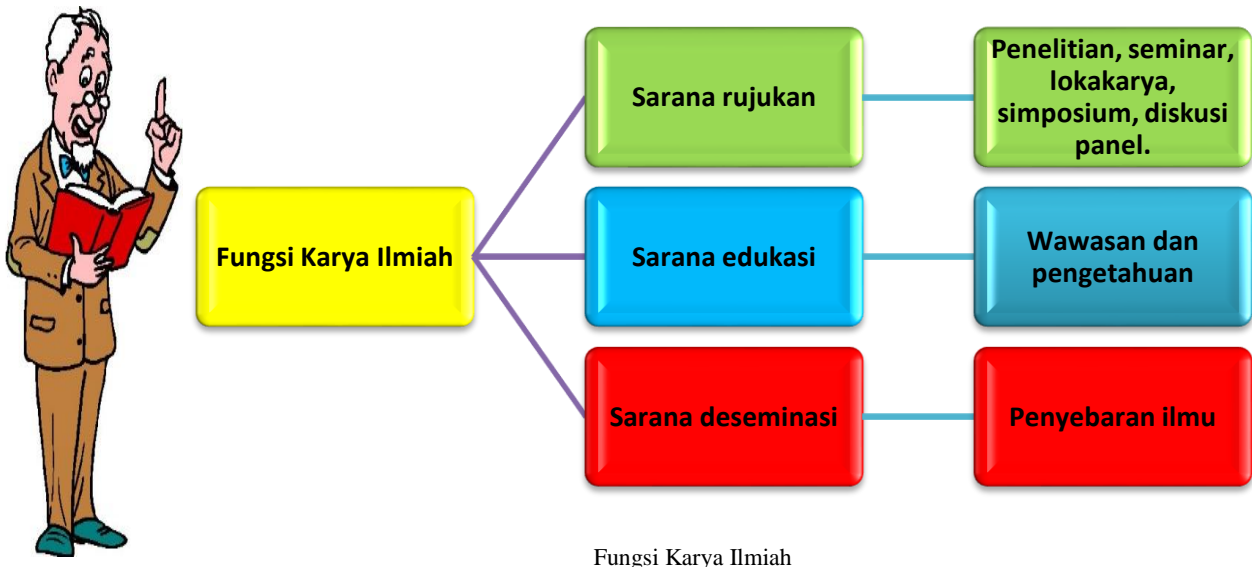 Fungsi Karya Ilmiah
Sarana rujukan
Penelitian, seminar,
lokakarya,
simposium, diskusi
panel.
Sarana edukasi
Wawasan dan
pengetahuan
Sarana deseminasi
Penyebaran ilmu
Fungsi Karya Ilmiah